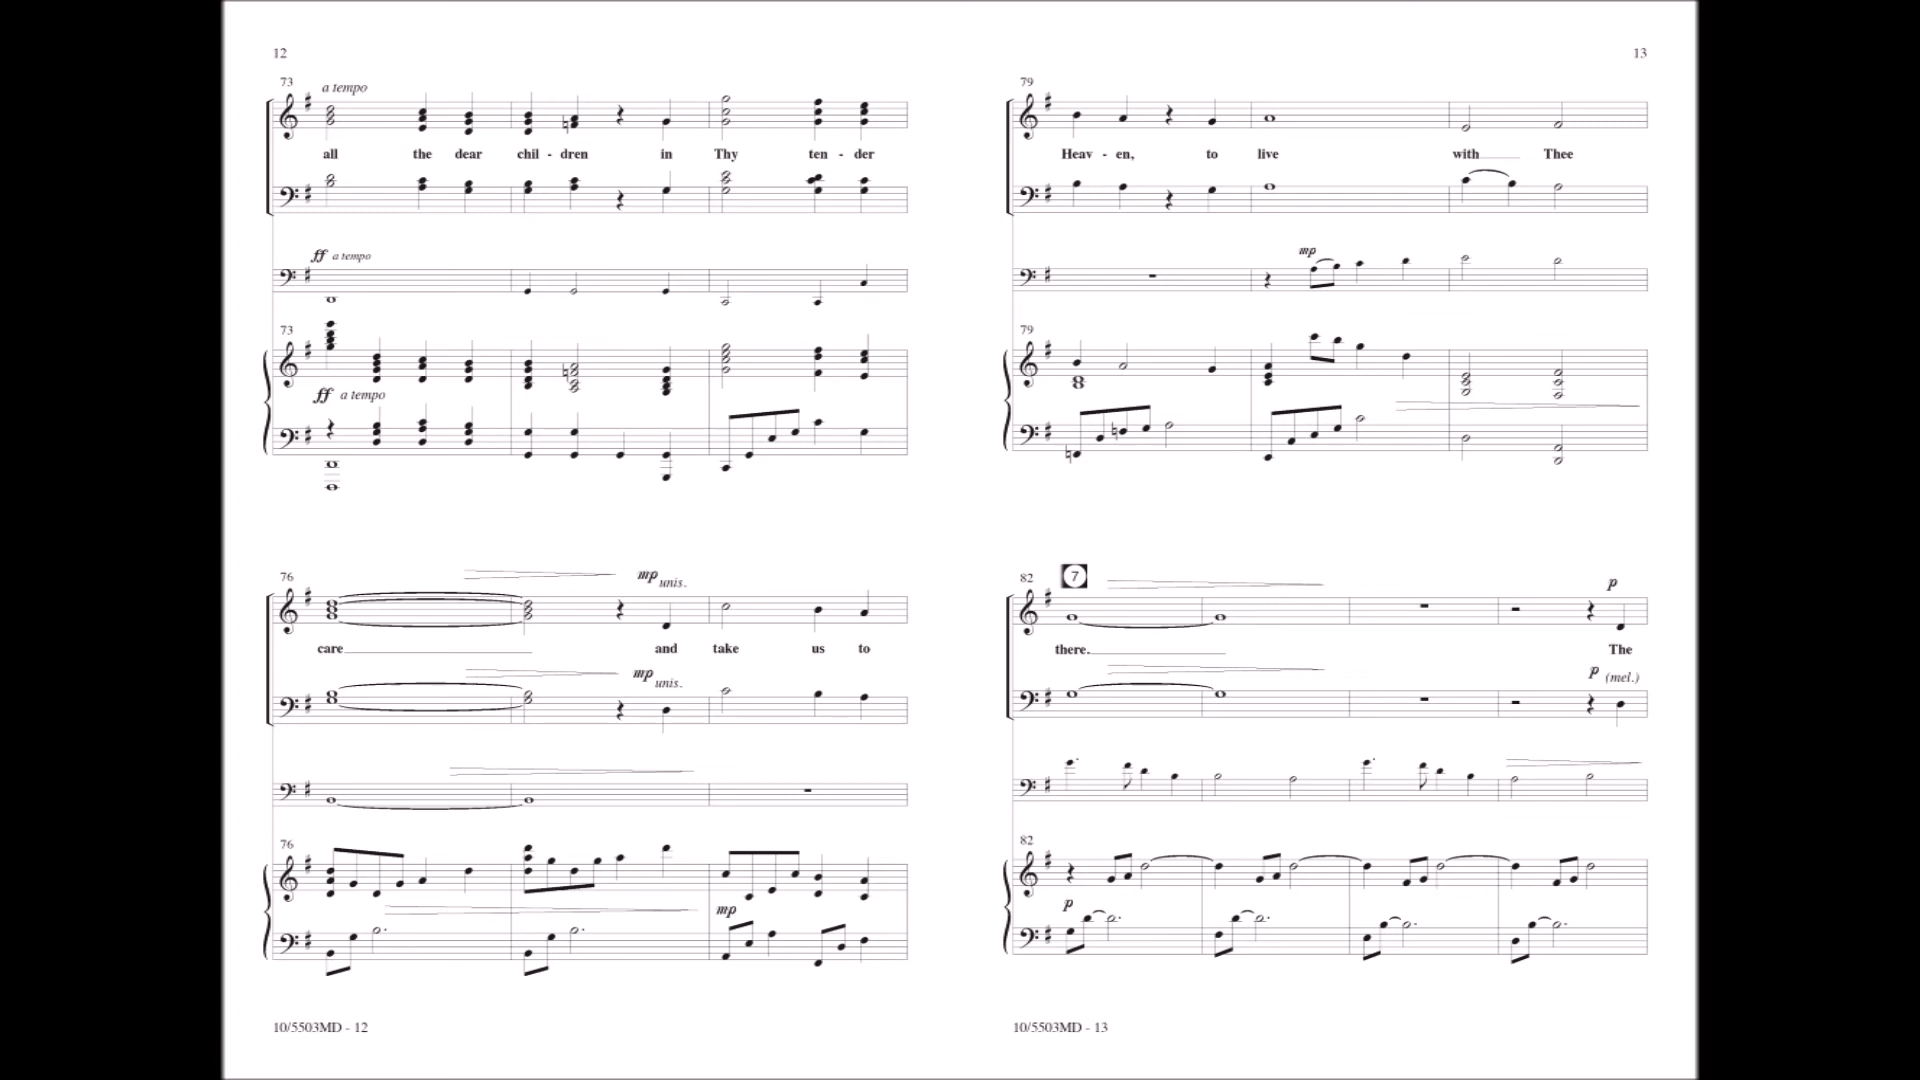 12
73
a tempo
all the dear chil - dren in Thy ten - der
ff a tempo
73
ff a tempo
76
mp unis.
care and take us to
mp unis.
76
mp
10/5503MD - 12
13
79
Heav - en, to live with Thee
mp
79
82
7
p
there. The
p (mel.)
82
p
10/5503MD - 13